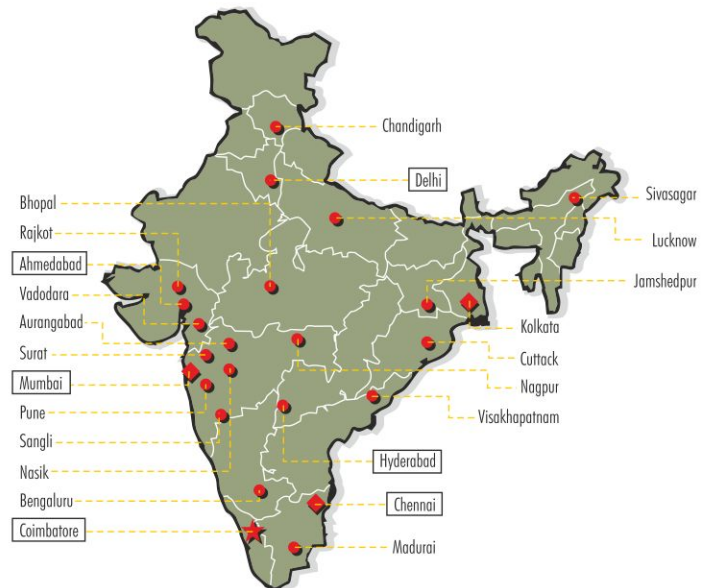 Chandigarh
Delhi
Sivasagar
Bhopal
Rajkot
Lucknow
Ahmedabad
Jamshedpur
Vadodara
Aurangabad
Kolkata
Surat
Cuttack
Mumbai
Nagpur
Pune
Visakhapatnam
Sangli
Hyderabad
Nasik
Bengaluru
Chennai
Coimbatore
Madurai